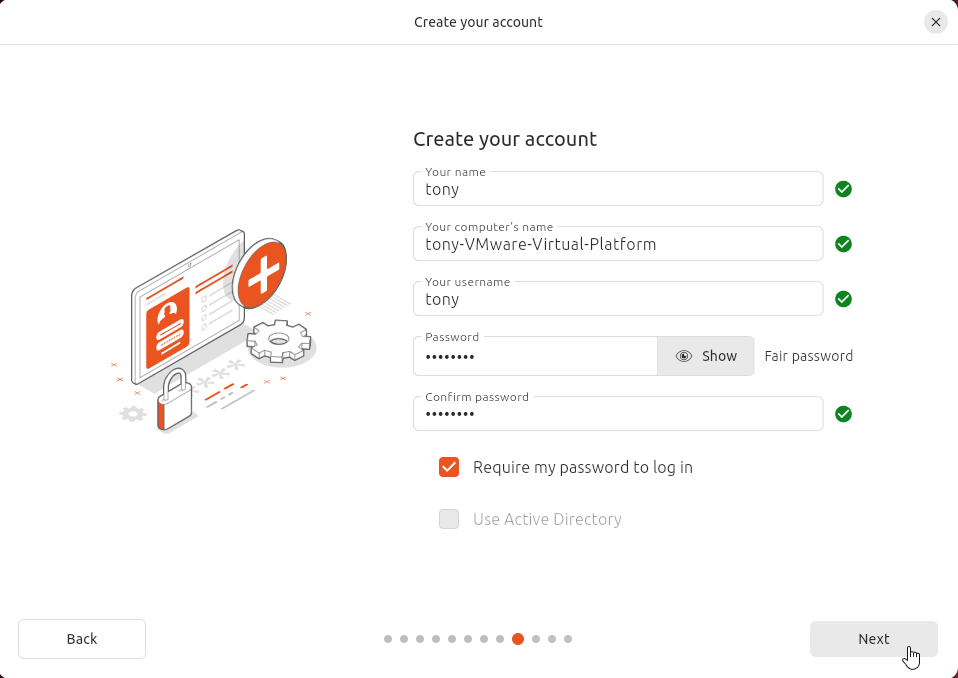 Create your account
Create your account
Your name
tony
Your computer's name
tony-VMware-Virtual-Platform
Your username
tony
Password
•••••••• Show Fair password
Confirm password
••••••••
Require my password to log in
Use Active Directory
Back Next